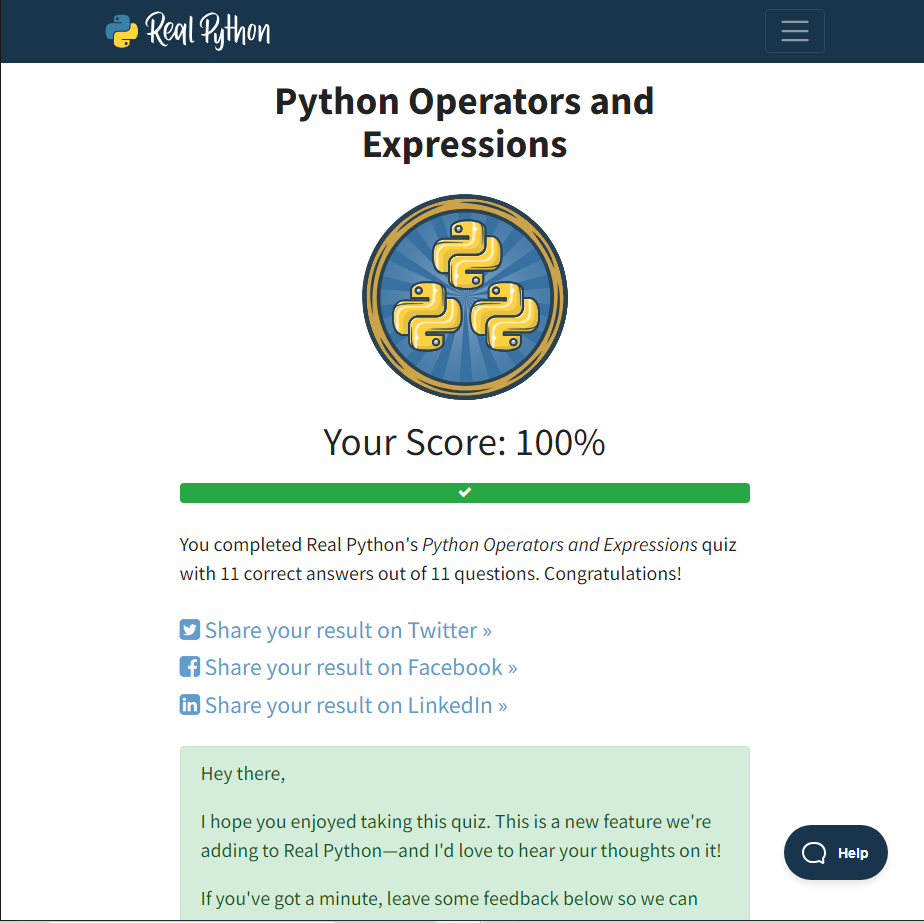 Real Python
Python Operators and
Expressions
Your Score: 100%
You completed Real Python's Python Operators and Expressions quiz
with 11 correct answers out of 11 questions. Congratulations!
Share your result on Twitter »
Share your result on Facebook »
Share your result on LinkedIn »
Hey there,
I hope you enjoyed taking this quiz. This is a new feature we're
adding to Real Python—and I'd love to hear your thoughts on it!
If you've got a minute, leave some feedback below so we can
Help